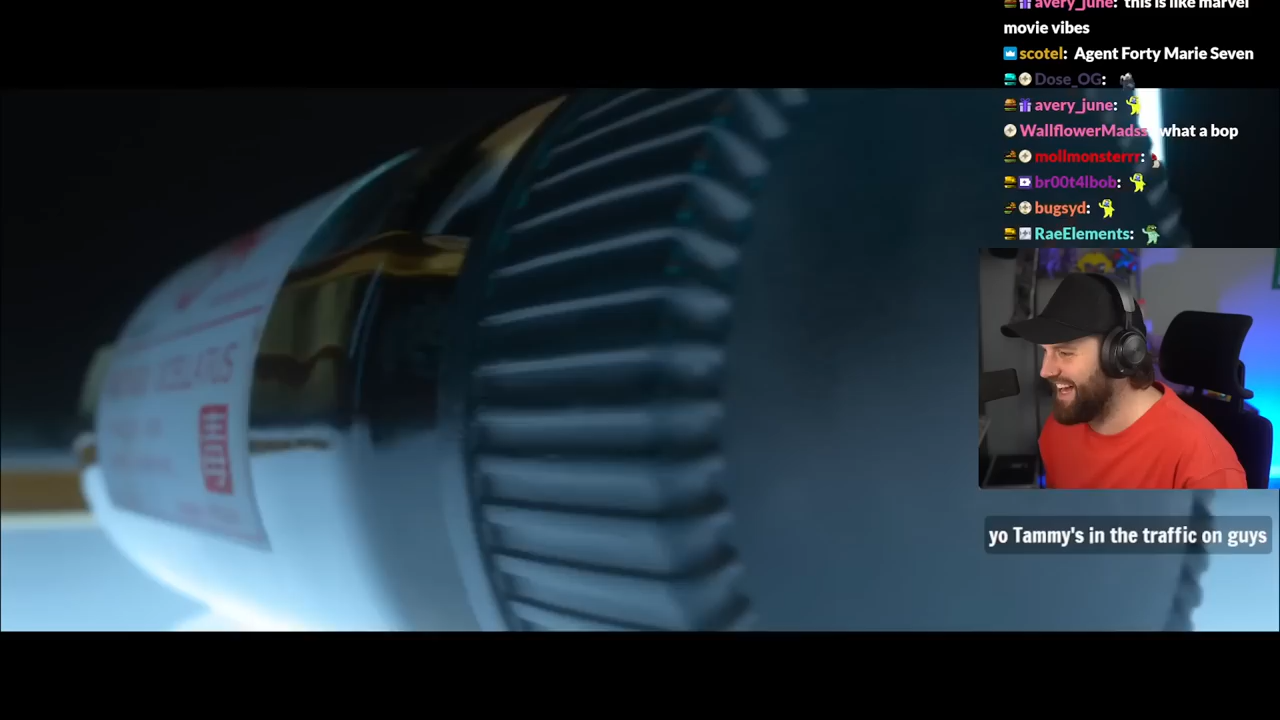 avery_june: this is like marvel
movie vibes
scotel: Agent Forty Marie Seven
Dose_OG:
avery_june:
WallflowerMadss what a bop
mollmonsterrr:
br00t4lbob:
bugsyd:
RaeElements:
yo Tammy's in the traffic on guys